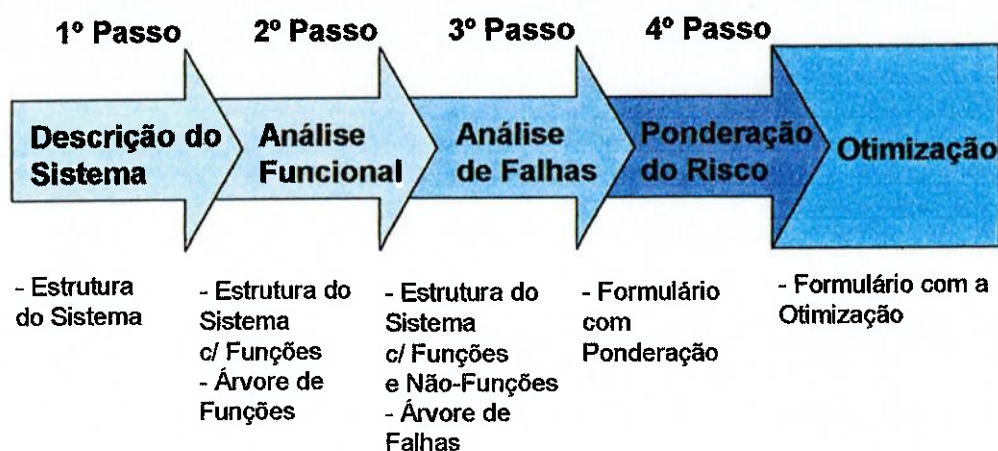 1º Passo
2º Passo
3º Passo
4º Passo
Descrição do
Sistema
Análise
Funcional
Análise
de Falhas
Ponderação
do Risco
Otimização
- Estrutura
do Sistema
- Estrutura do
Sistema
c/ Funções
- Árvore de
Funções
- Estrutura do
Sistema
c/ Funções
e Não-Funções
- Árvore de
Falhas
- Formulário
com
Ponderação
- Formulário com a
Otimização